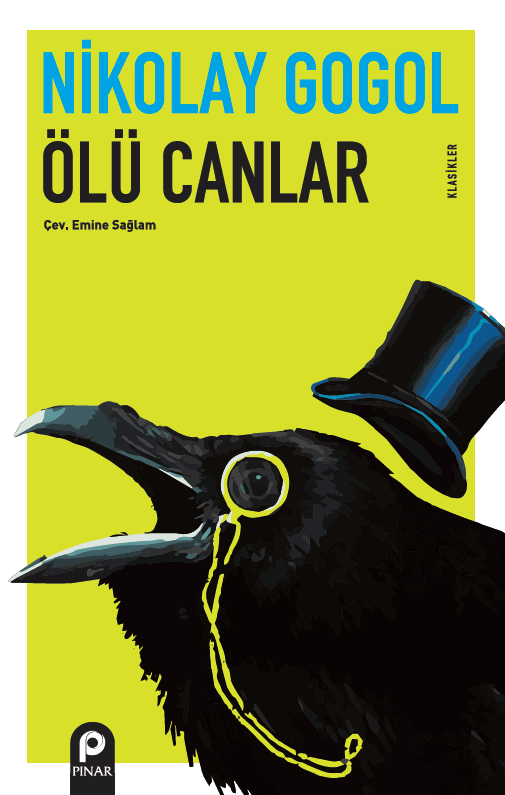 NİKOLAY GOGOL
ÖLÜ CANLAR
KLASİKLER
Çev. Emine Sağlam
PINAR